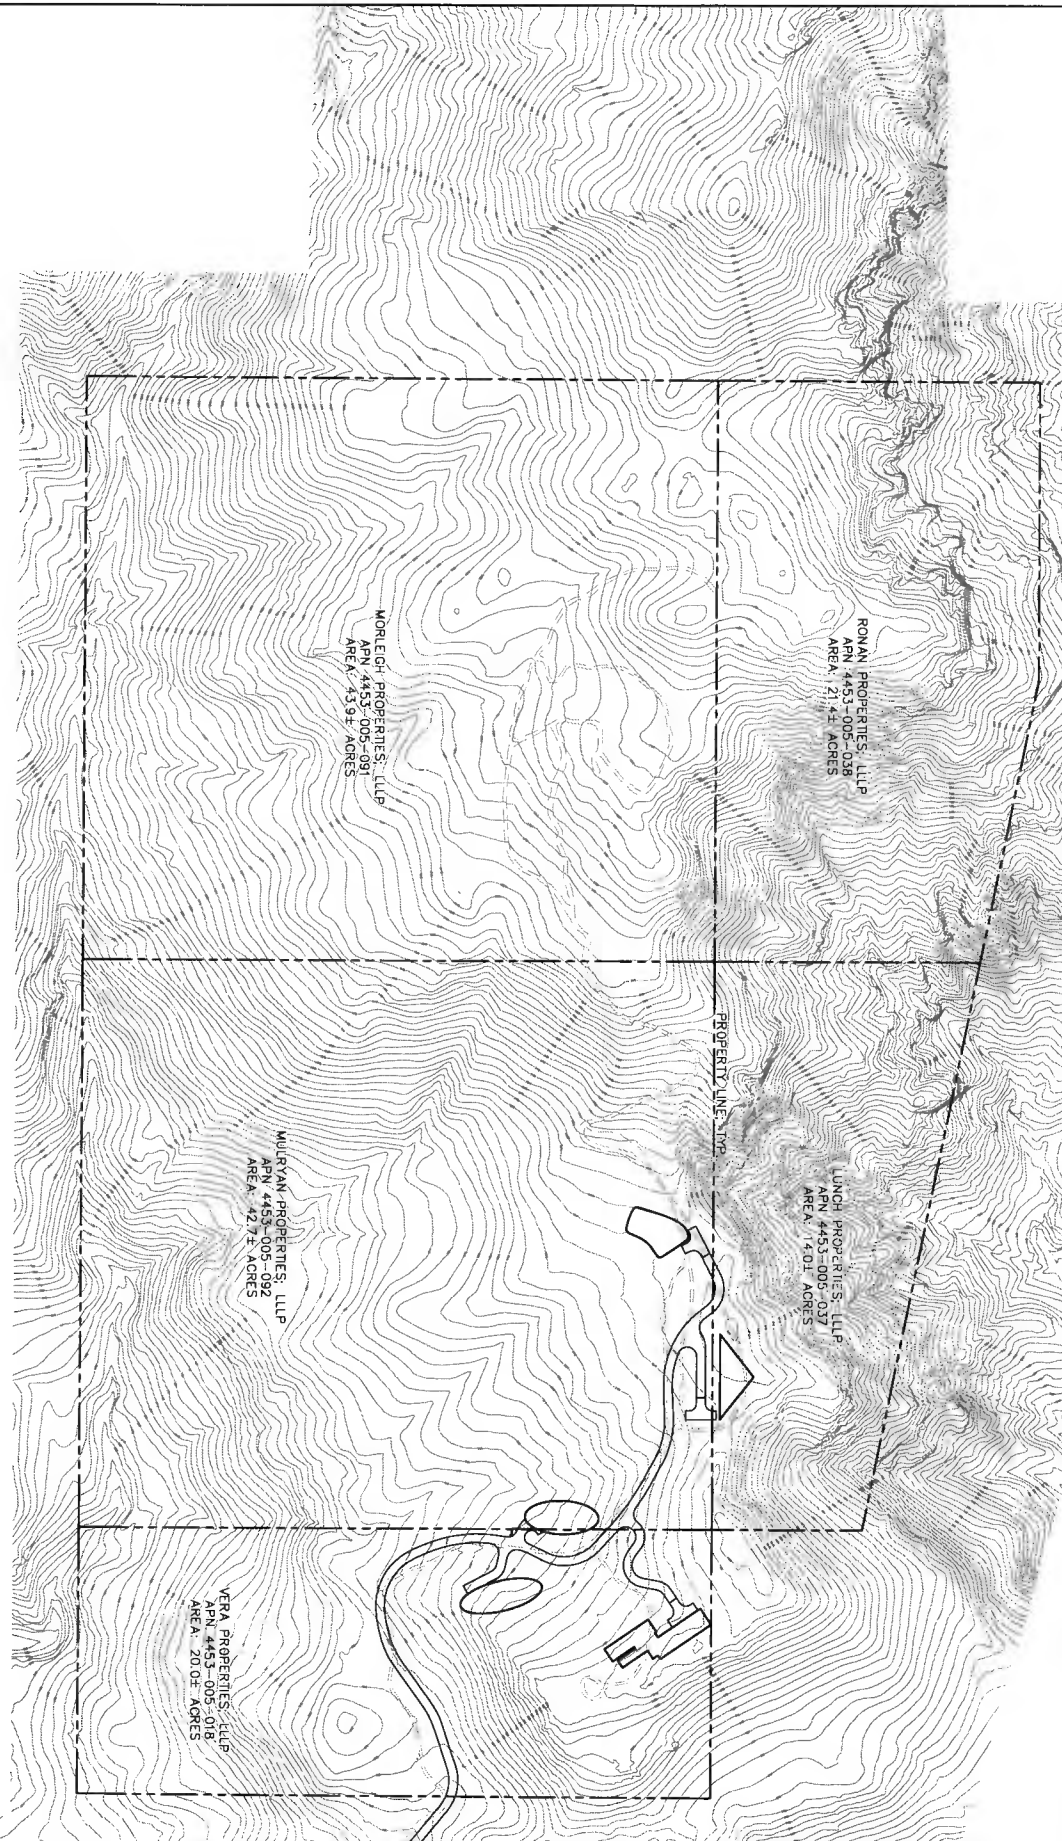 RONAN PROPERTIES, LLLP
APN 4453-005-038
AREA: 21.4± ACRES
MORLEIGH PROPERTIES, LLLP
APN 4453-005-091
AREA: 43.9± ACRES
PROPERTY LINE, TYP.
LUNCH PROPERTIES, LLLP
APN 4453-005-037
AREA: 14.0± ACRES
MULRYAN PROPERTIES, LLLP
APN 4453-005-092
AREA: 42.7± ACRES
VERA PROPERTIES, LLLP
APN 4453-005-018
AREA: 20.0± ACRES